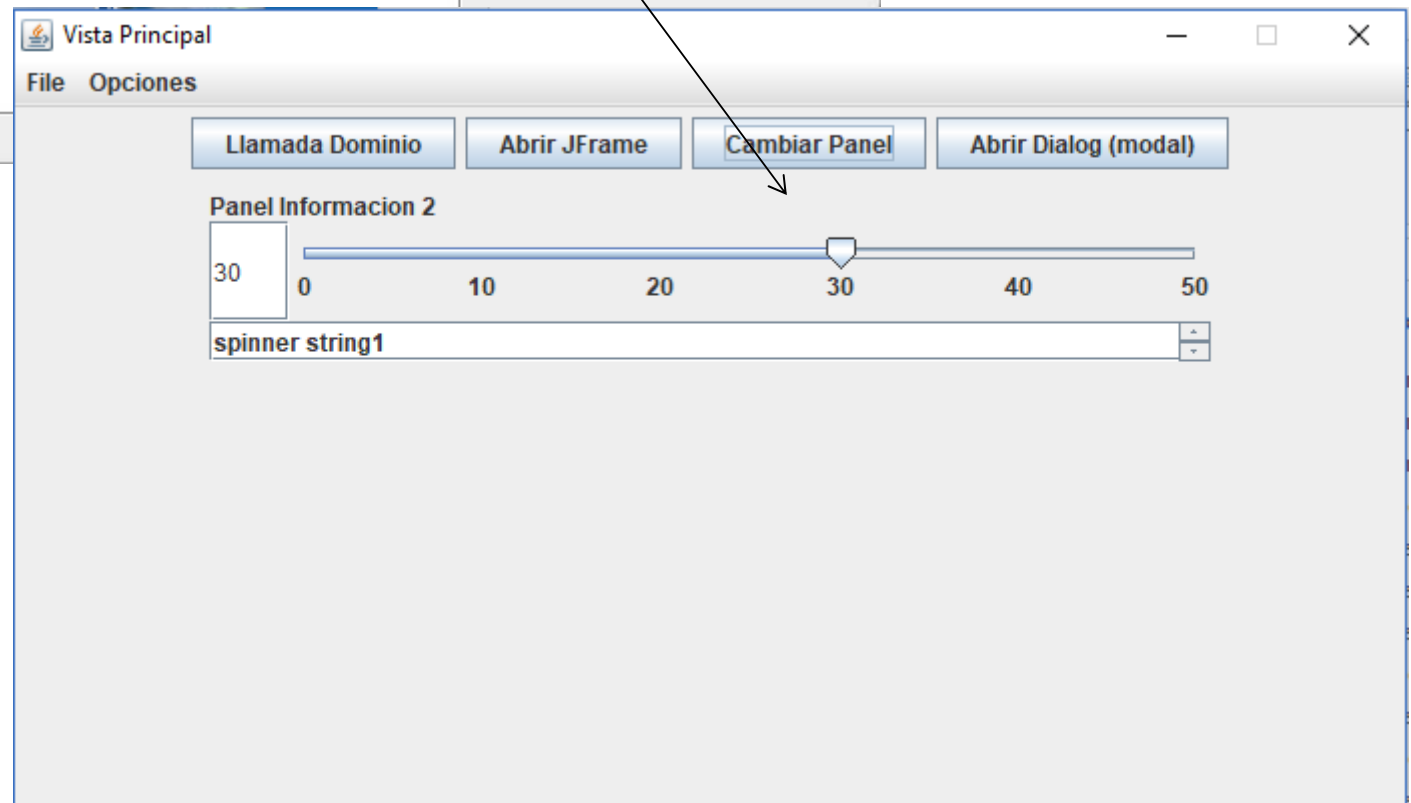 Vista Principal
File Opciones
Llamada Dominio Abrir JFrame Cambiar Panel Abrir Dialog (modal)
Panel Informacion 2
30
0 10 20 30 40 50
spinner string1